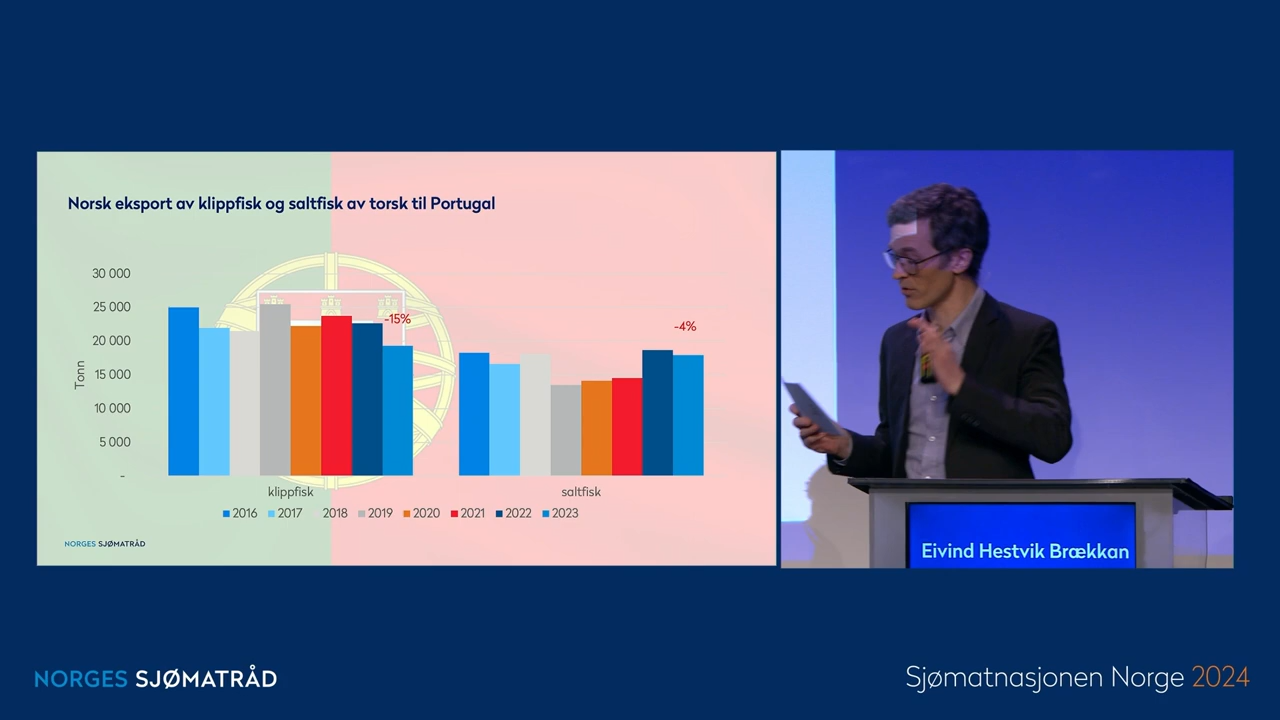 Norsk eksport av klippfisk og saltfisk av torsk til Portugal
30 000
25 000
20 000
15 000
10 000
5 000
-
Tonn
-15%
-4%
klippfisk
saltfisk
2016 2017 2018 2019 2020 2021 2022 2023
NORGES SJØMATRÅD
Eivind Hestvik Brækkan
NORGES SJØMATRÅD
Sjømatnasjonen Norge 2024